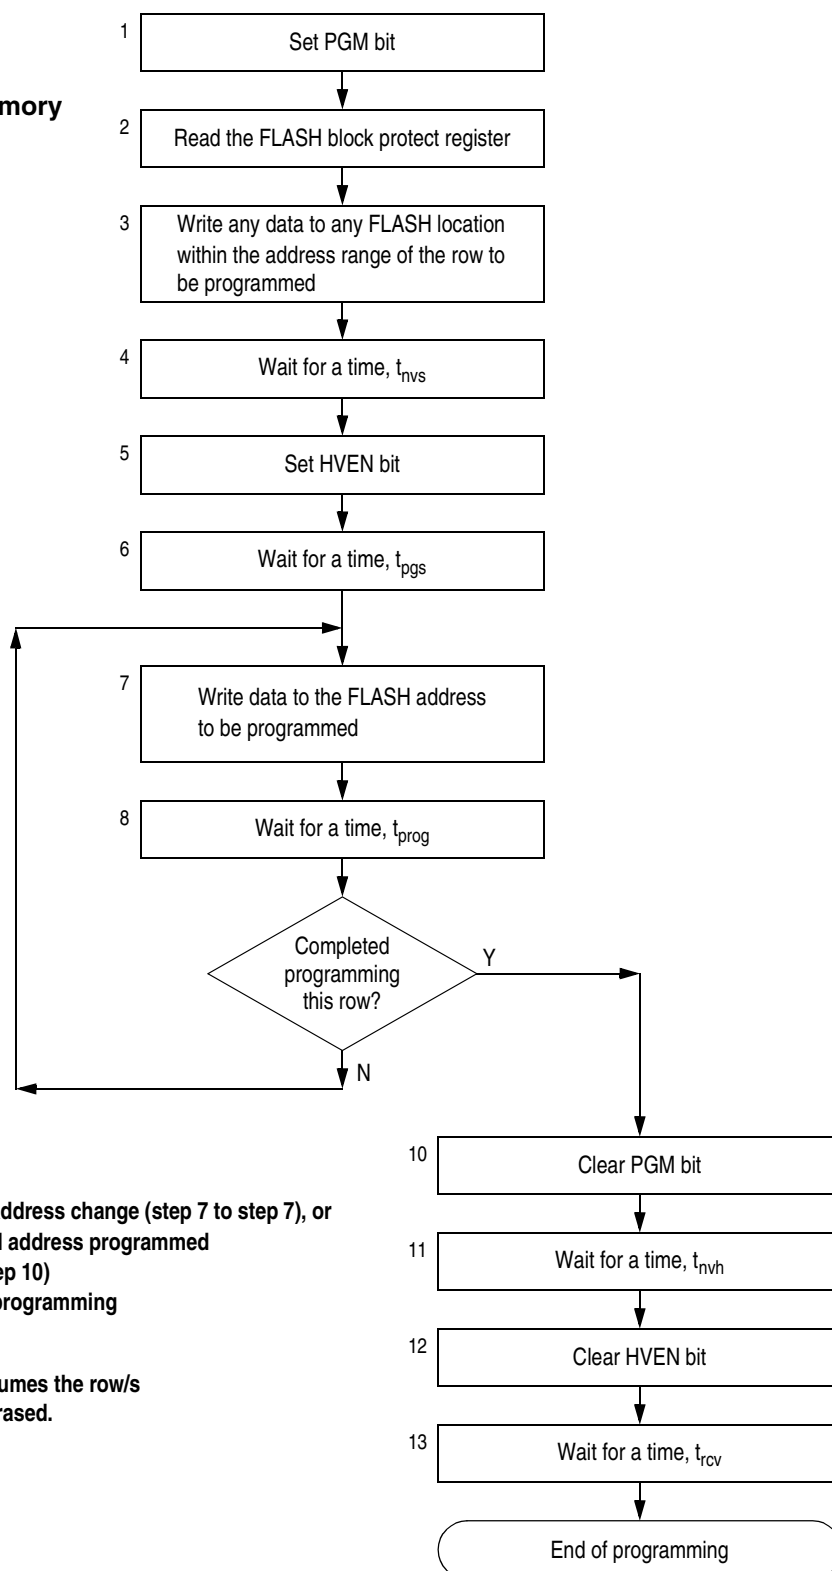 1
Set PGM bit
mory
2
Read the FLASH block protect register
3
Write any data to any FLASH location
within the address range of the row to
be programmed
4
Wait for a time, tnvs
5
Set HVEN bit
6
Wait for a time, tpgs
7
Write data to the FLASH address
to be programmed
8
Wait for a time, tprog
Completed
programming
this row?
Y
N
10
Clear PGM bit
ddress change (step 7 to step 7), or
l address programmed
ep 10)
programming
11
Wait for a time, tnvh
12
Clear HVEN bit
umes the row/s
rased.
13
Wait for a time, trcv
End of programming